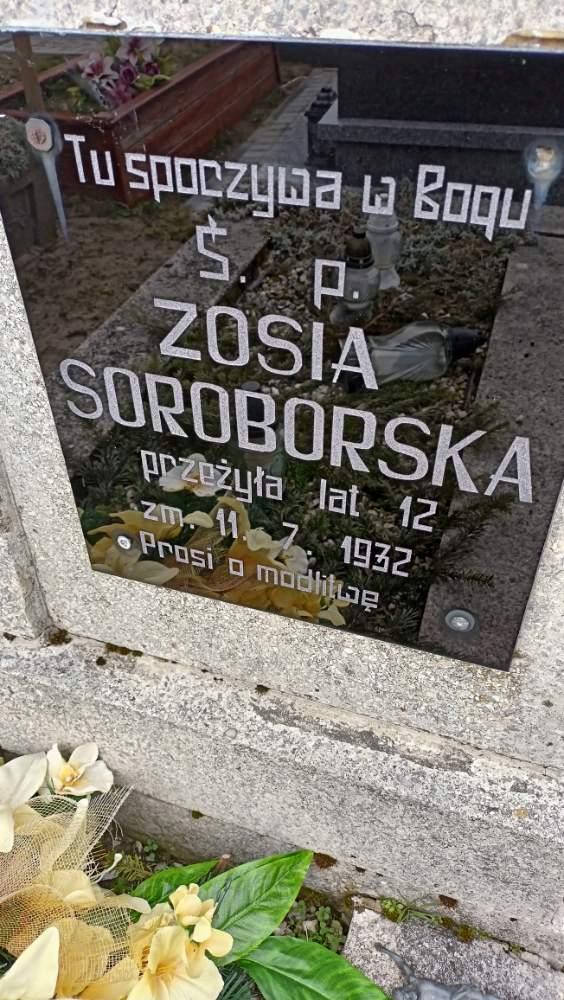 Tu spoczywa w Bogu
Ś. p.
ZOSIA
SOROBORSKA
przeżyła lat 12
zm. 11. 7. 1932
prosi o modlitwę